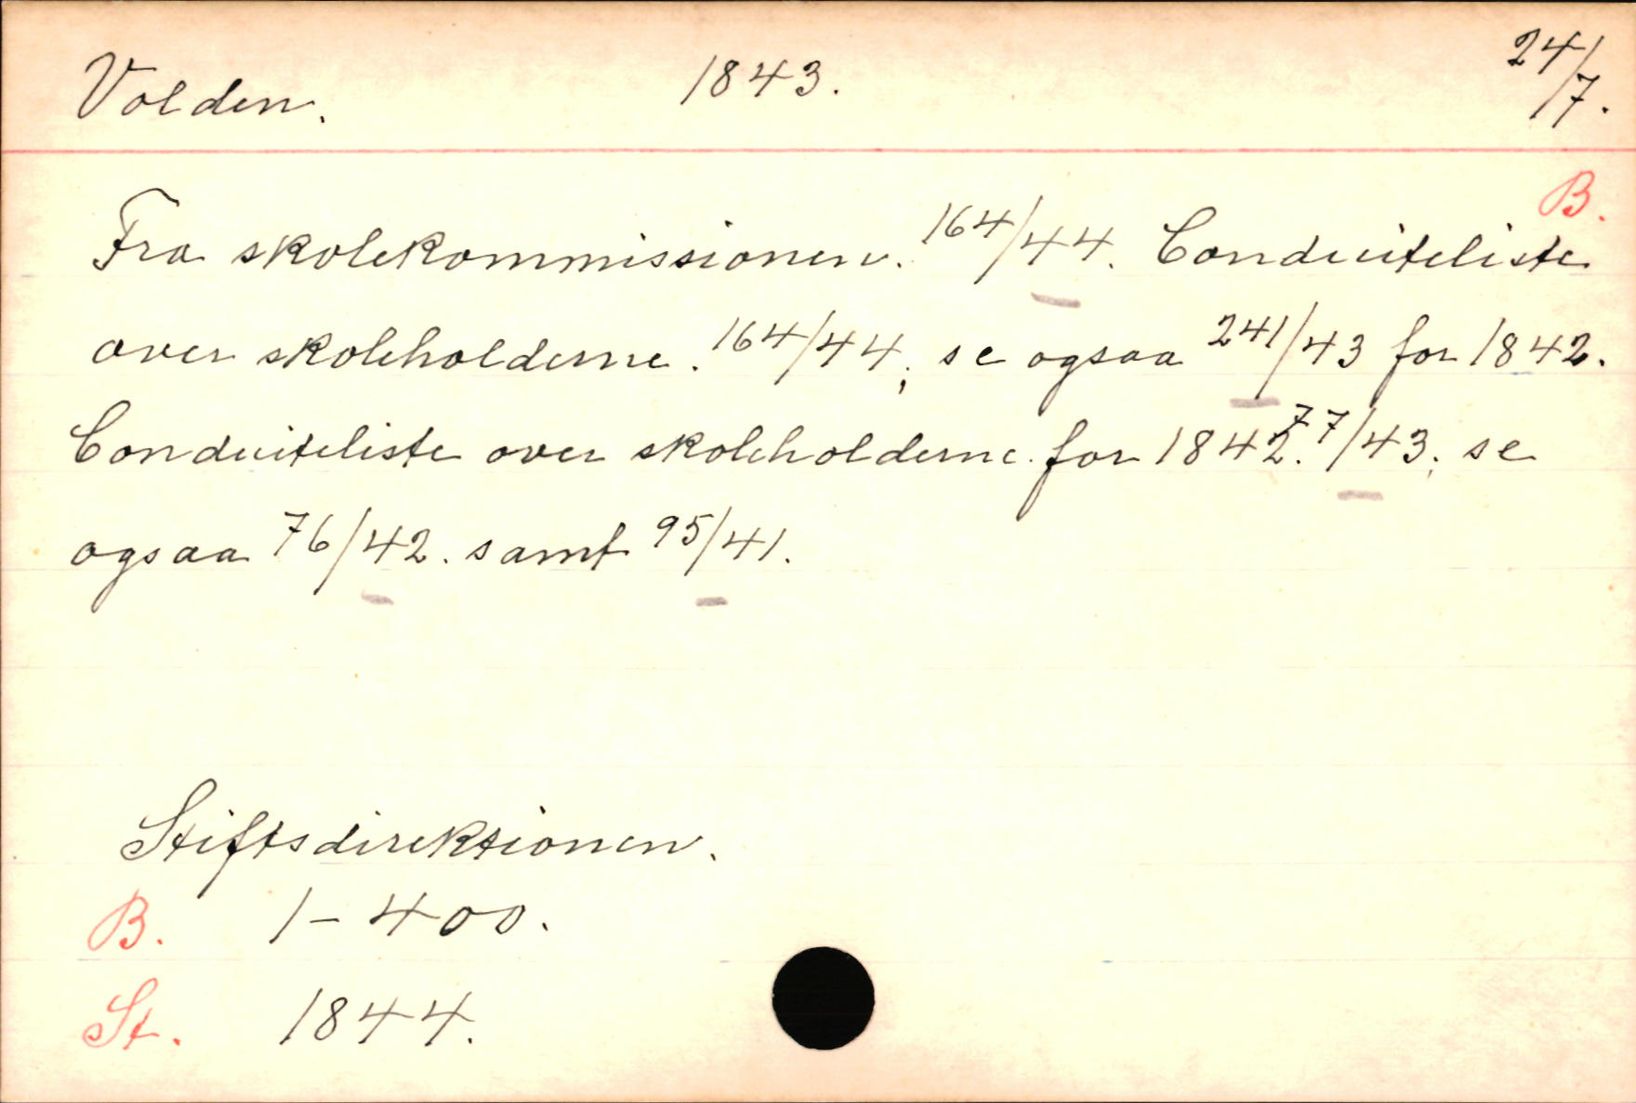 Volden. 1843. 24/7.
B.
Fra skolekommissionen. 164/44. Conduiteliste
over skoleholderne. 164/44; se ogsaa 241/43 for 1842.
Conduiteliste over skoleholderne for 1842. 77/43; se
ogsaa 76/42. samt 95/41.
Stiftsdirektionen.
B. 1-400.
St. 1844.